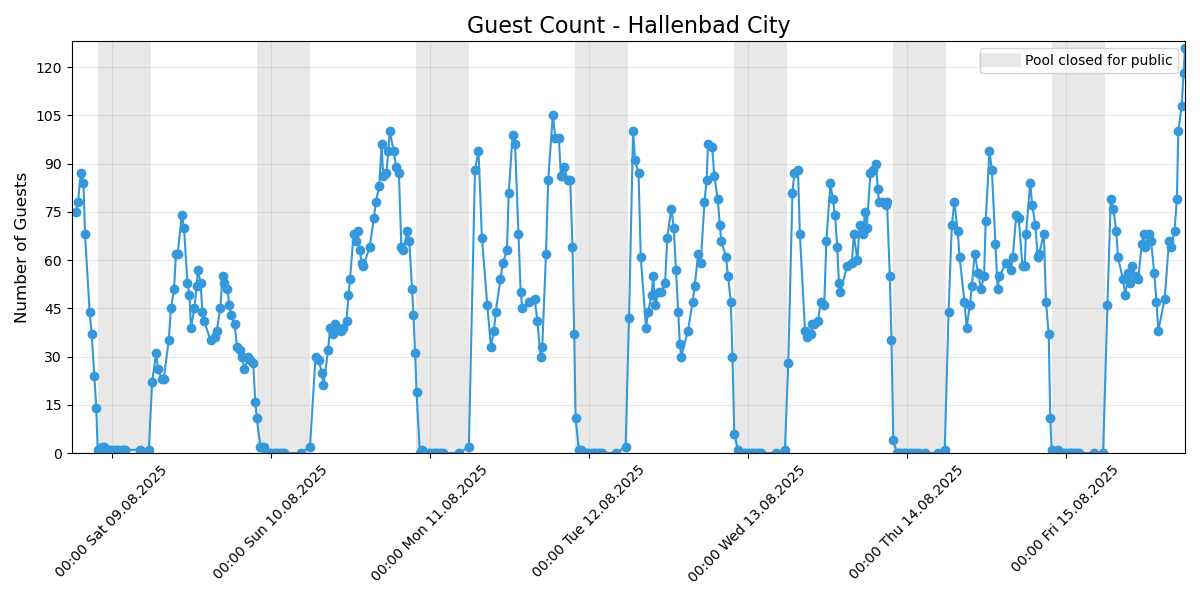 Guest Count - Hallenbad City
Pool closed for public
Number of Guests
120
105
90
75
60
45
30
15
0
00:00 Sat 09.08.2025
00:00 Sun 10.08.2025
00:00 Mon 11.08.2025
00:00 Tue 12.08.2025
00:00 Wed 13.08.2025
00:00 Thu 14.08.2025
00:00 Fri 15.08.2025